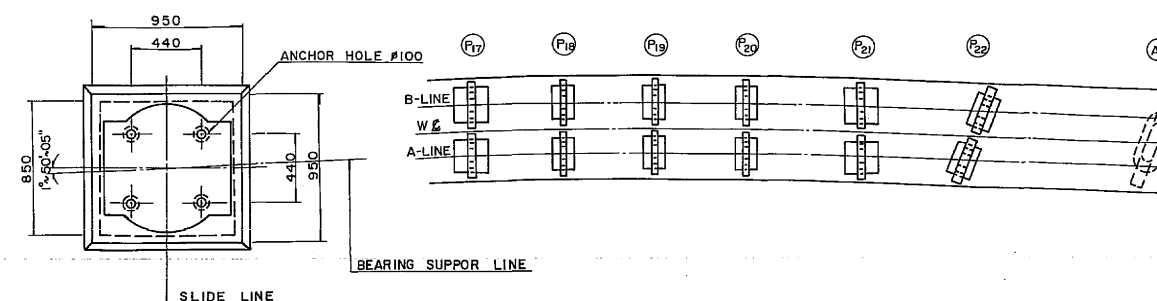 950
440
ANCHOR HOLE ø100
850
1°~50'~05"
440
950
BEARING SUPPOR LINE
SLIDE LINE
P17 P18 P19 P20 P21 P22 A
B-LINE
W℄
A-LINE